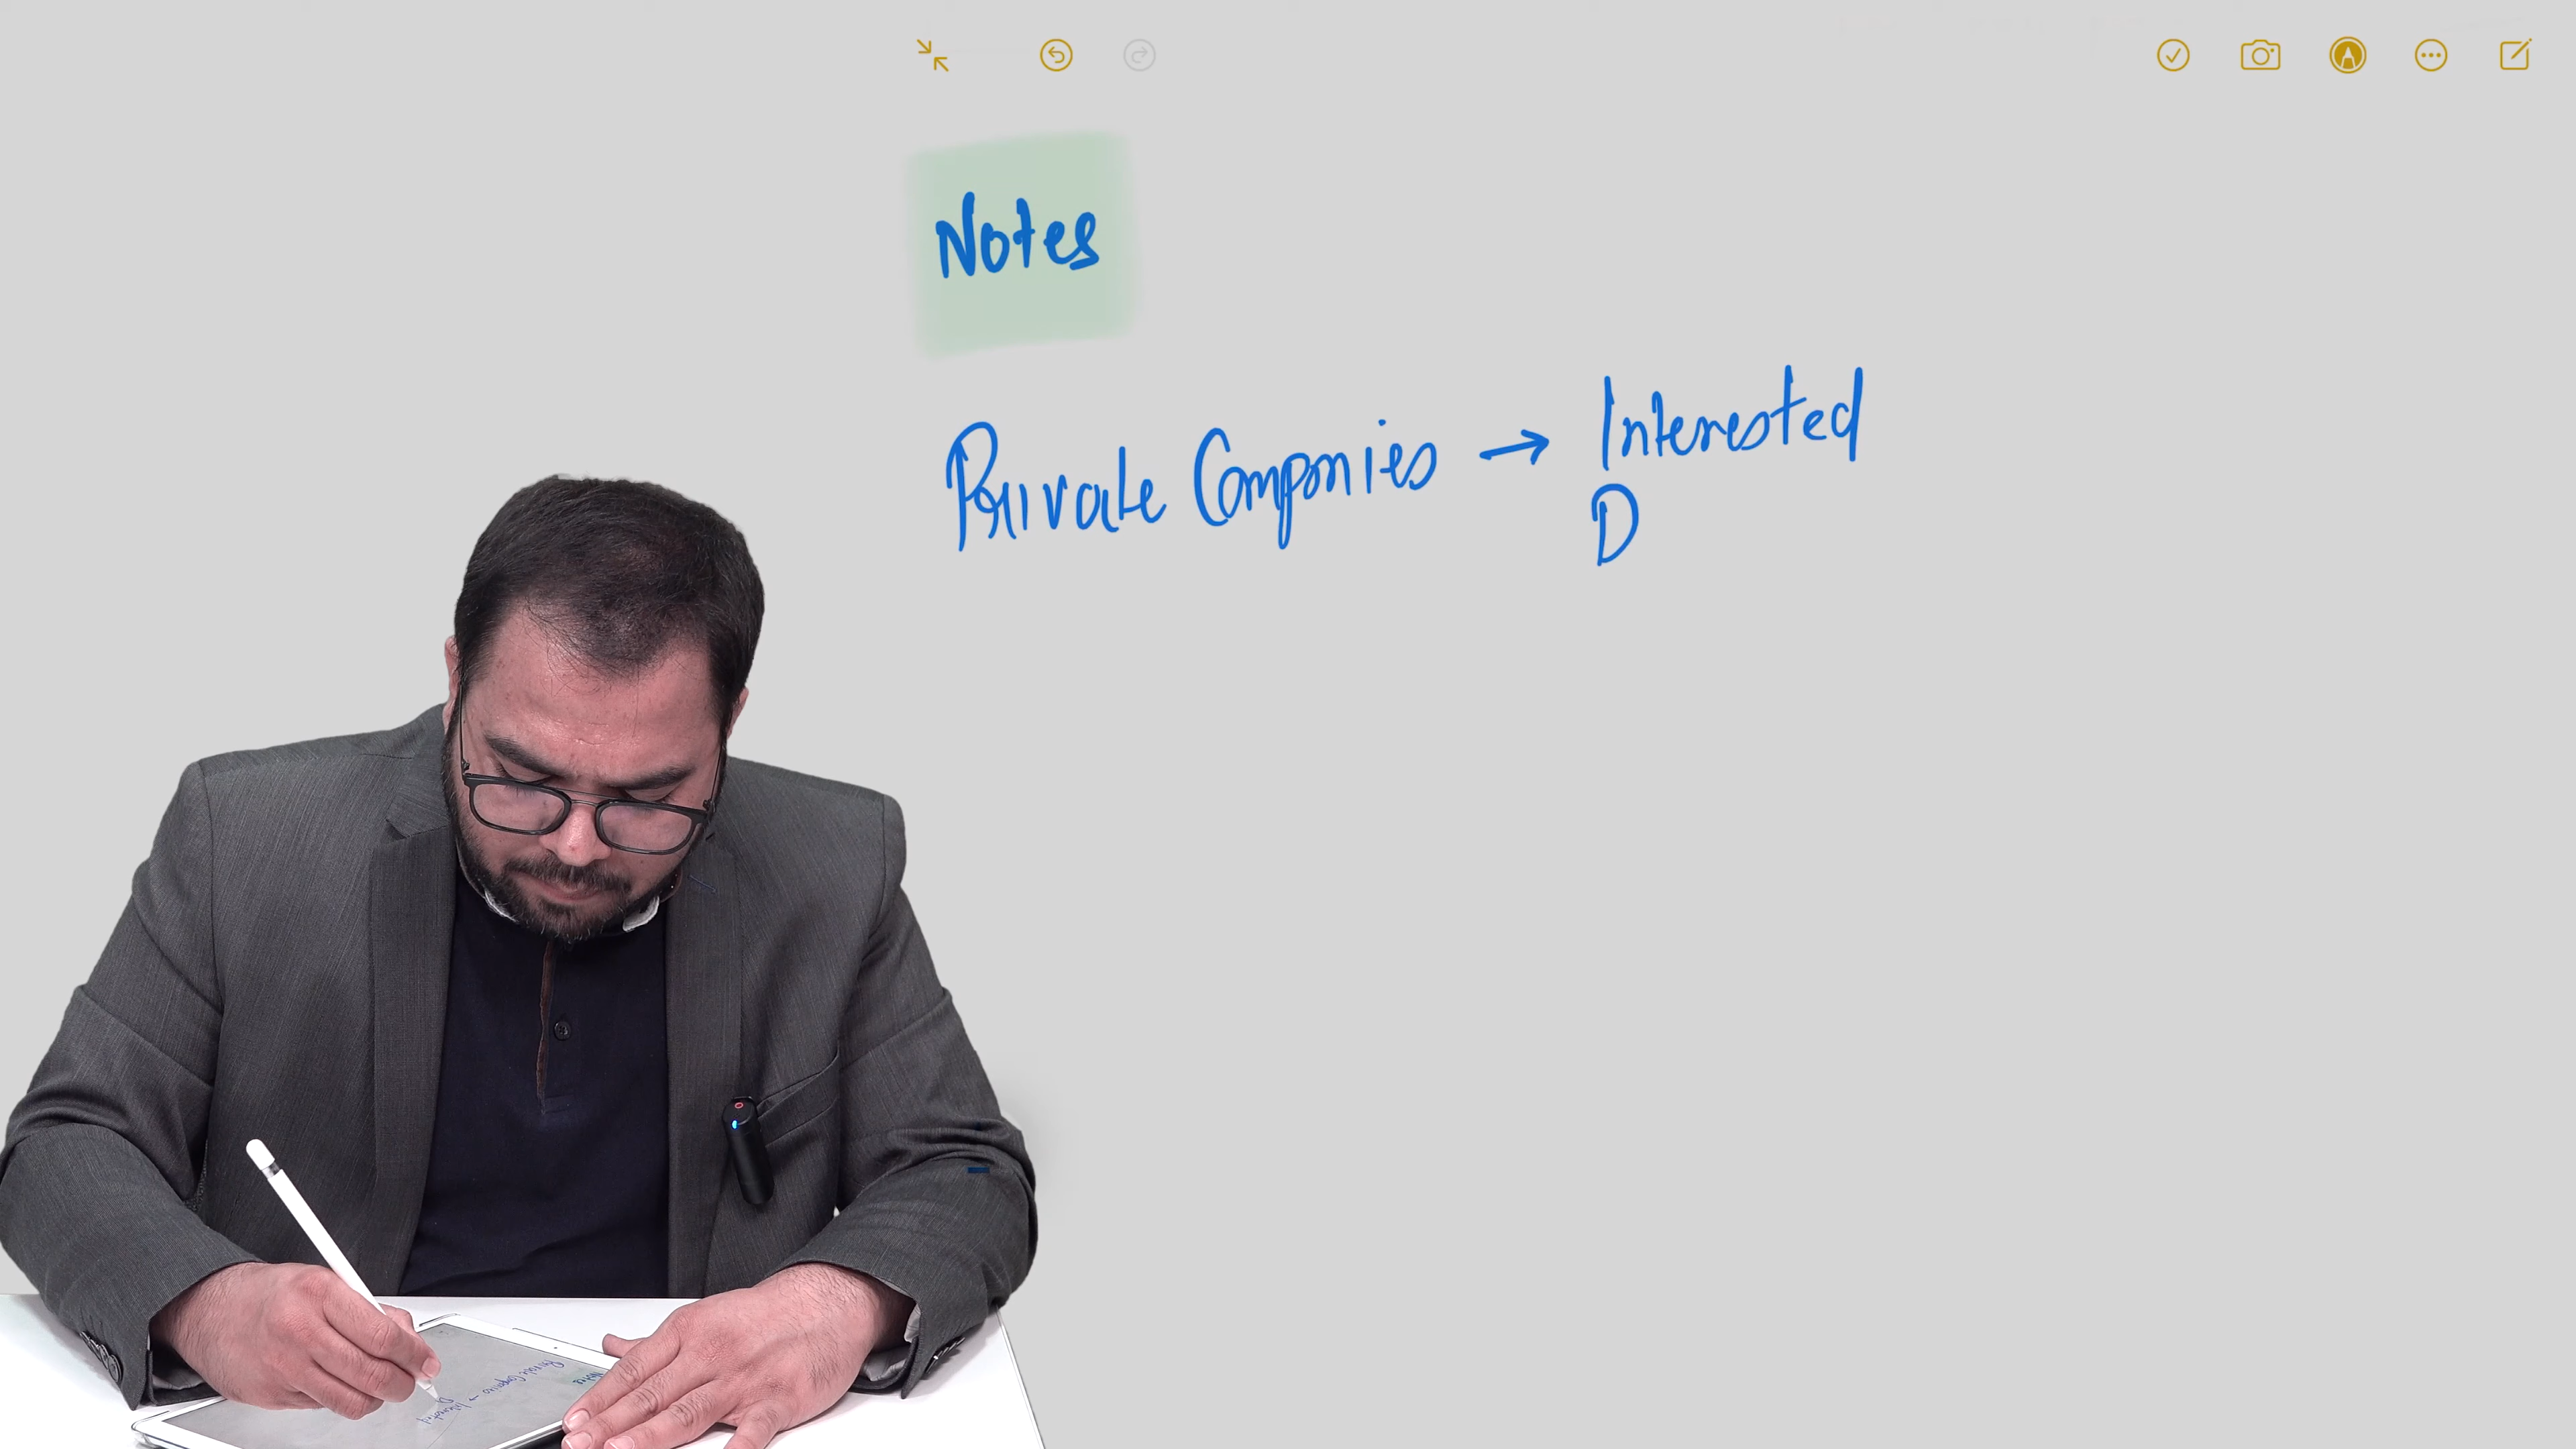 Notes
Private Companies → Interested
D